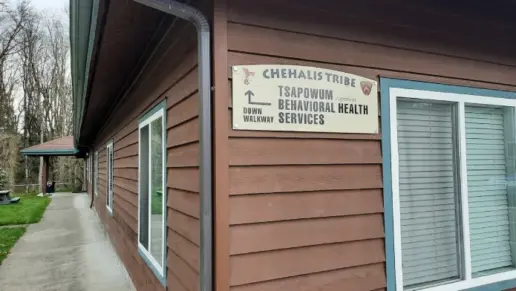 CHEHALIS TRIBE
TSAPOWUM
BEHAVIORAL HEALTH
DOWN
WALKWAY
SERVICES